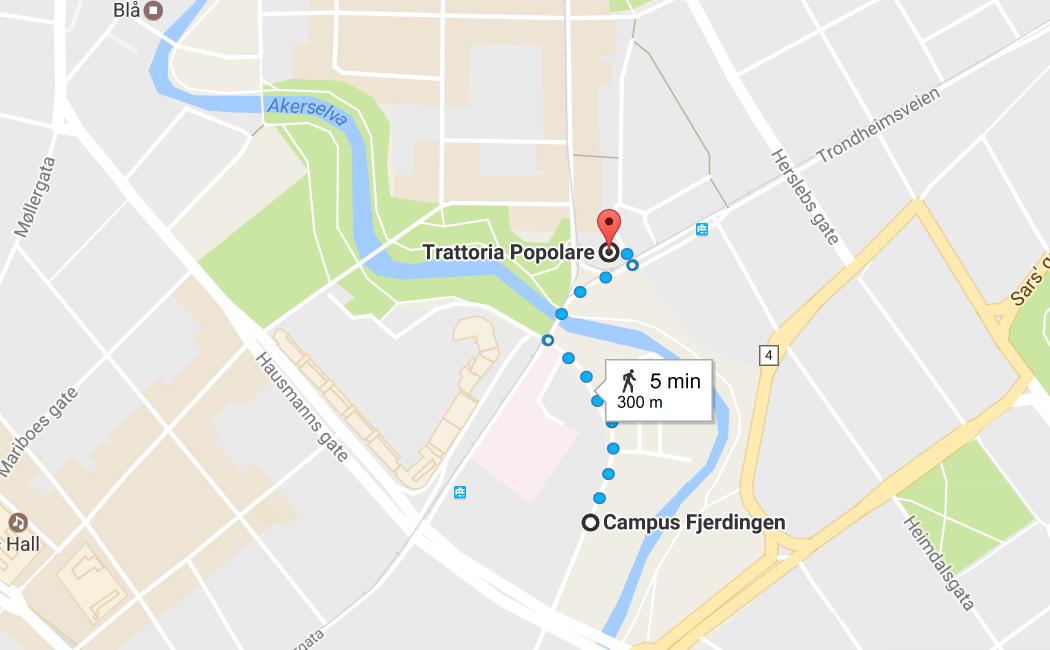 Blå
Akerselva
Møllergata
Trondheimsveien
Herslebs gate
Trattoria Popolare
Sars' g
4
5 min
300 m
Hausmanns gate
Mariboes gate
Hall
Campus Fjerdingen
Heimdalsgata
gata